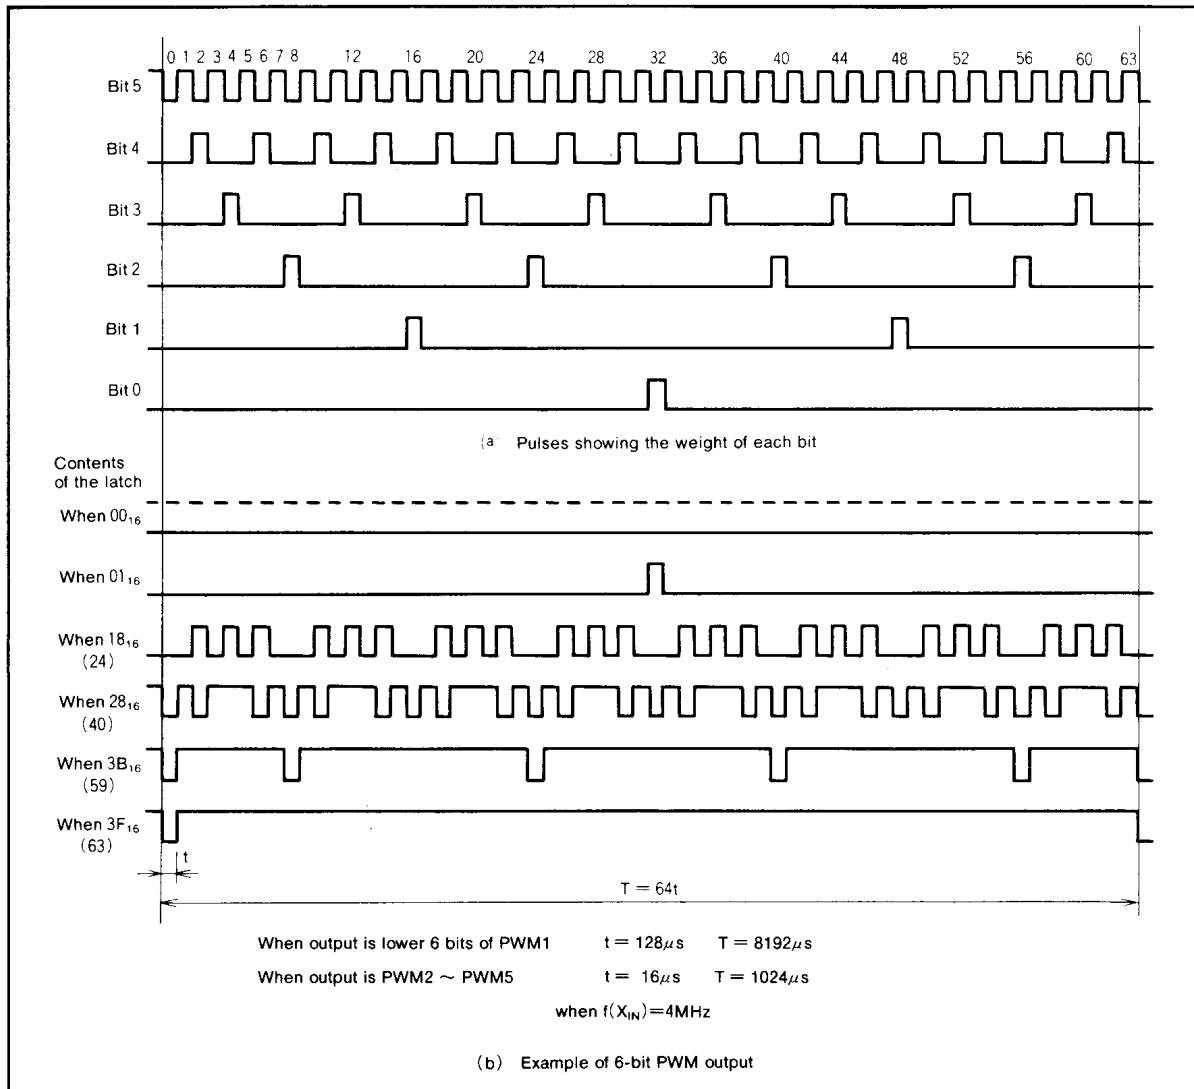 0 1 2 3 4 5 6 7 8 12 16 20 24 28 32 36 40 44 48 52 56 60 63
Bit 5
Bit 4
Bit 3
Bit 2
Bit 1
Bit 0
(a Pulses showing the weight of each bit
Contents
of the latch
When 00₁₆
When 01₁₆
When 18₁₆
(24)
When 28₁₆
(40)
When 3B₁₆
(59)
When 3F₁₆
(63)
t
T = 64t
When output is lower 6 bits of PWM1 t = 128μs T = 8192μs
When output is PWM2 ~ PWM5 t = 16μs T = 1024μs
when f(X_IN)=4MHz
(b) Example of 6-bit PWM output